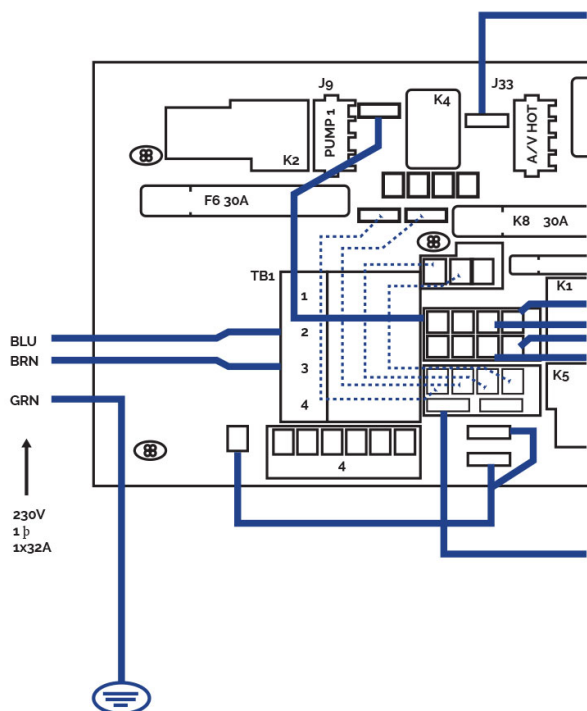 J9
J33
PUMP 1
K4
A/V HOT
K2
F6 30A
K8 30A
TB1
K1
1
BLU
2
BRN
3
K5
GRN
4
4
230V
1 þ
1x32A